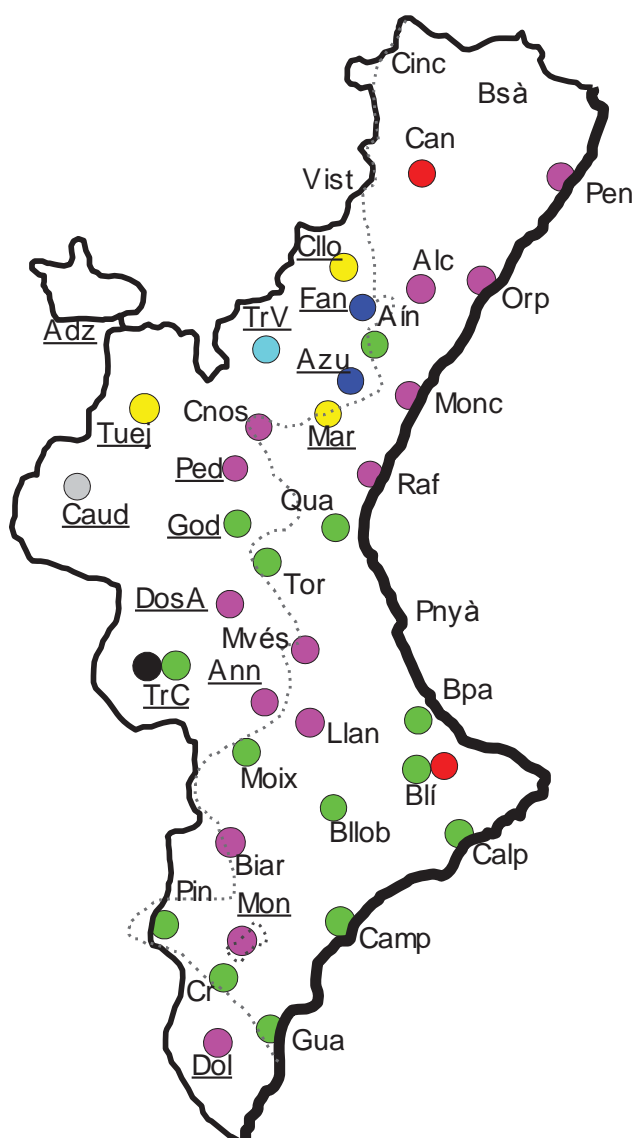 Cinc
Bsà
Can
Vist
Pen
Cllo
Alc
Fan
Orp
TrV
Aín
Adz
Azu
Monc
Cnos
Tuej
Mar
Ped
Raf
Caud
Qua
God
Tor
DosA
Pnyà
Mvés
Ann
TrC
Bpa
Llan
Moix
Blí
Bllob
Calp
Biar
Pin
Mon
Camp
Cr
Gua
Dol